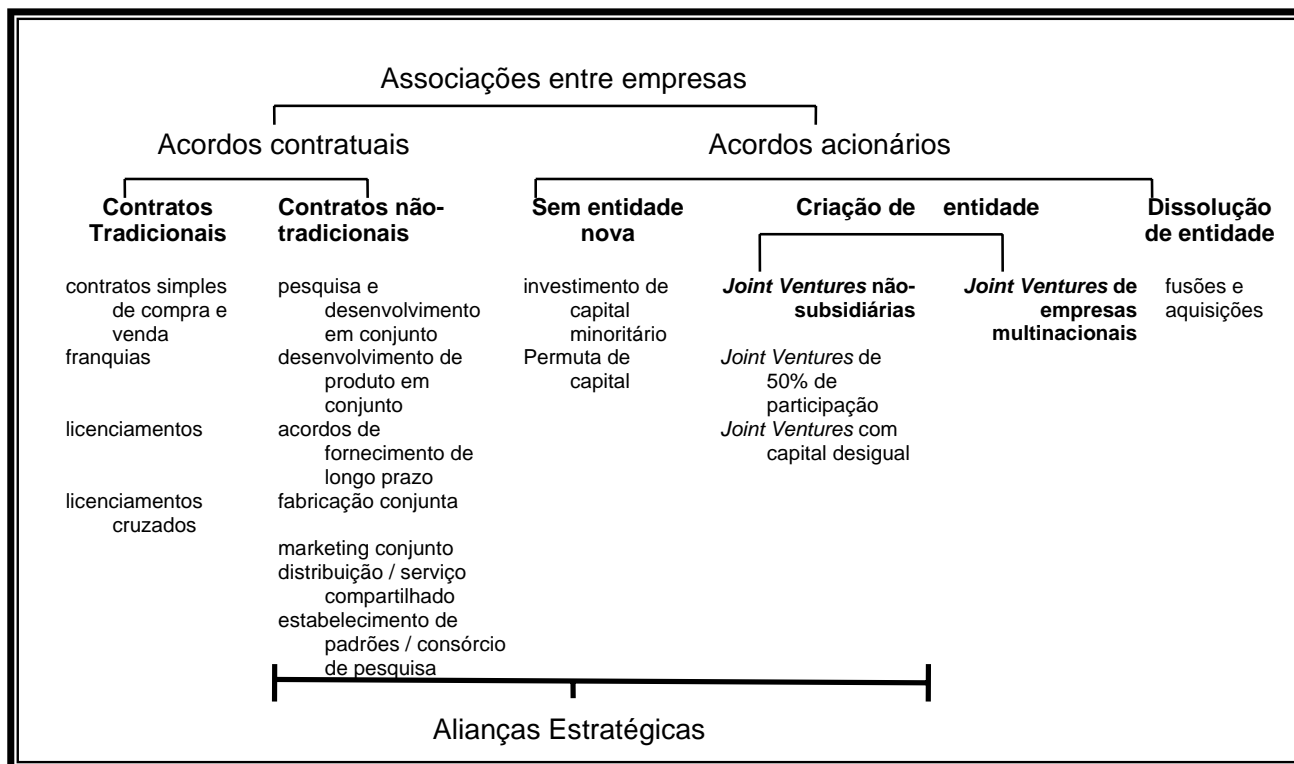 Associações entre empresas
Acordos contratuais
Acordos acionários
Contratos
Tradicionais
Contratos não-
tradicionais
Sem entidade
nova
Criação de entidade
Dissolução
de entidade
contratos simples
de compra e
venda
franquias
licenciamentos
licenciamentos
cruzados
pesquisa e
desenvolvimento
em conjunto
desenvolvimento de
produto em
conjunto
acordos de
fornecimento de
longo prazo
fabricação conjunta
marketing conjunto
distribuição / serviço
compartilhado
estabelecimento de
padrões / consórcio
de pesquisa
investimento de
capital
minoritário
Permuta de
capital
Joint Ventures não-
subsidiárias
Joint Ventures de
50% de
participação
Joint Ventures com
capital desigual
Joint Ventures de
empresas
multinacionais
fusões e
aquisições
Alianças Estratégicas